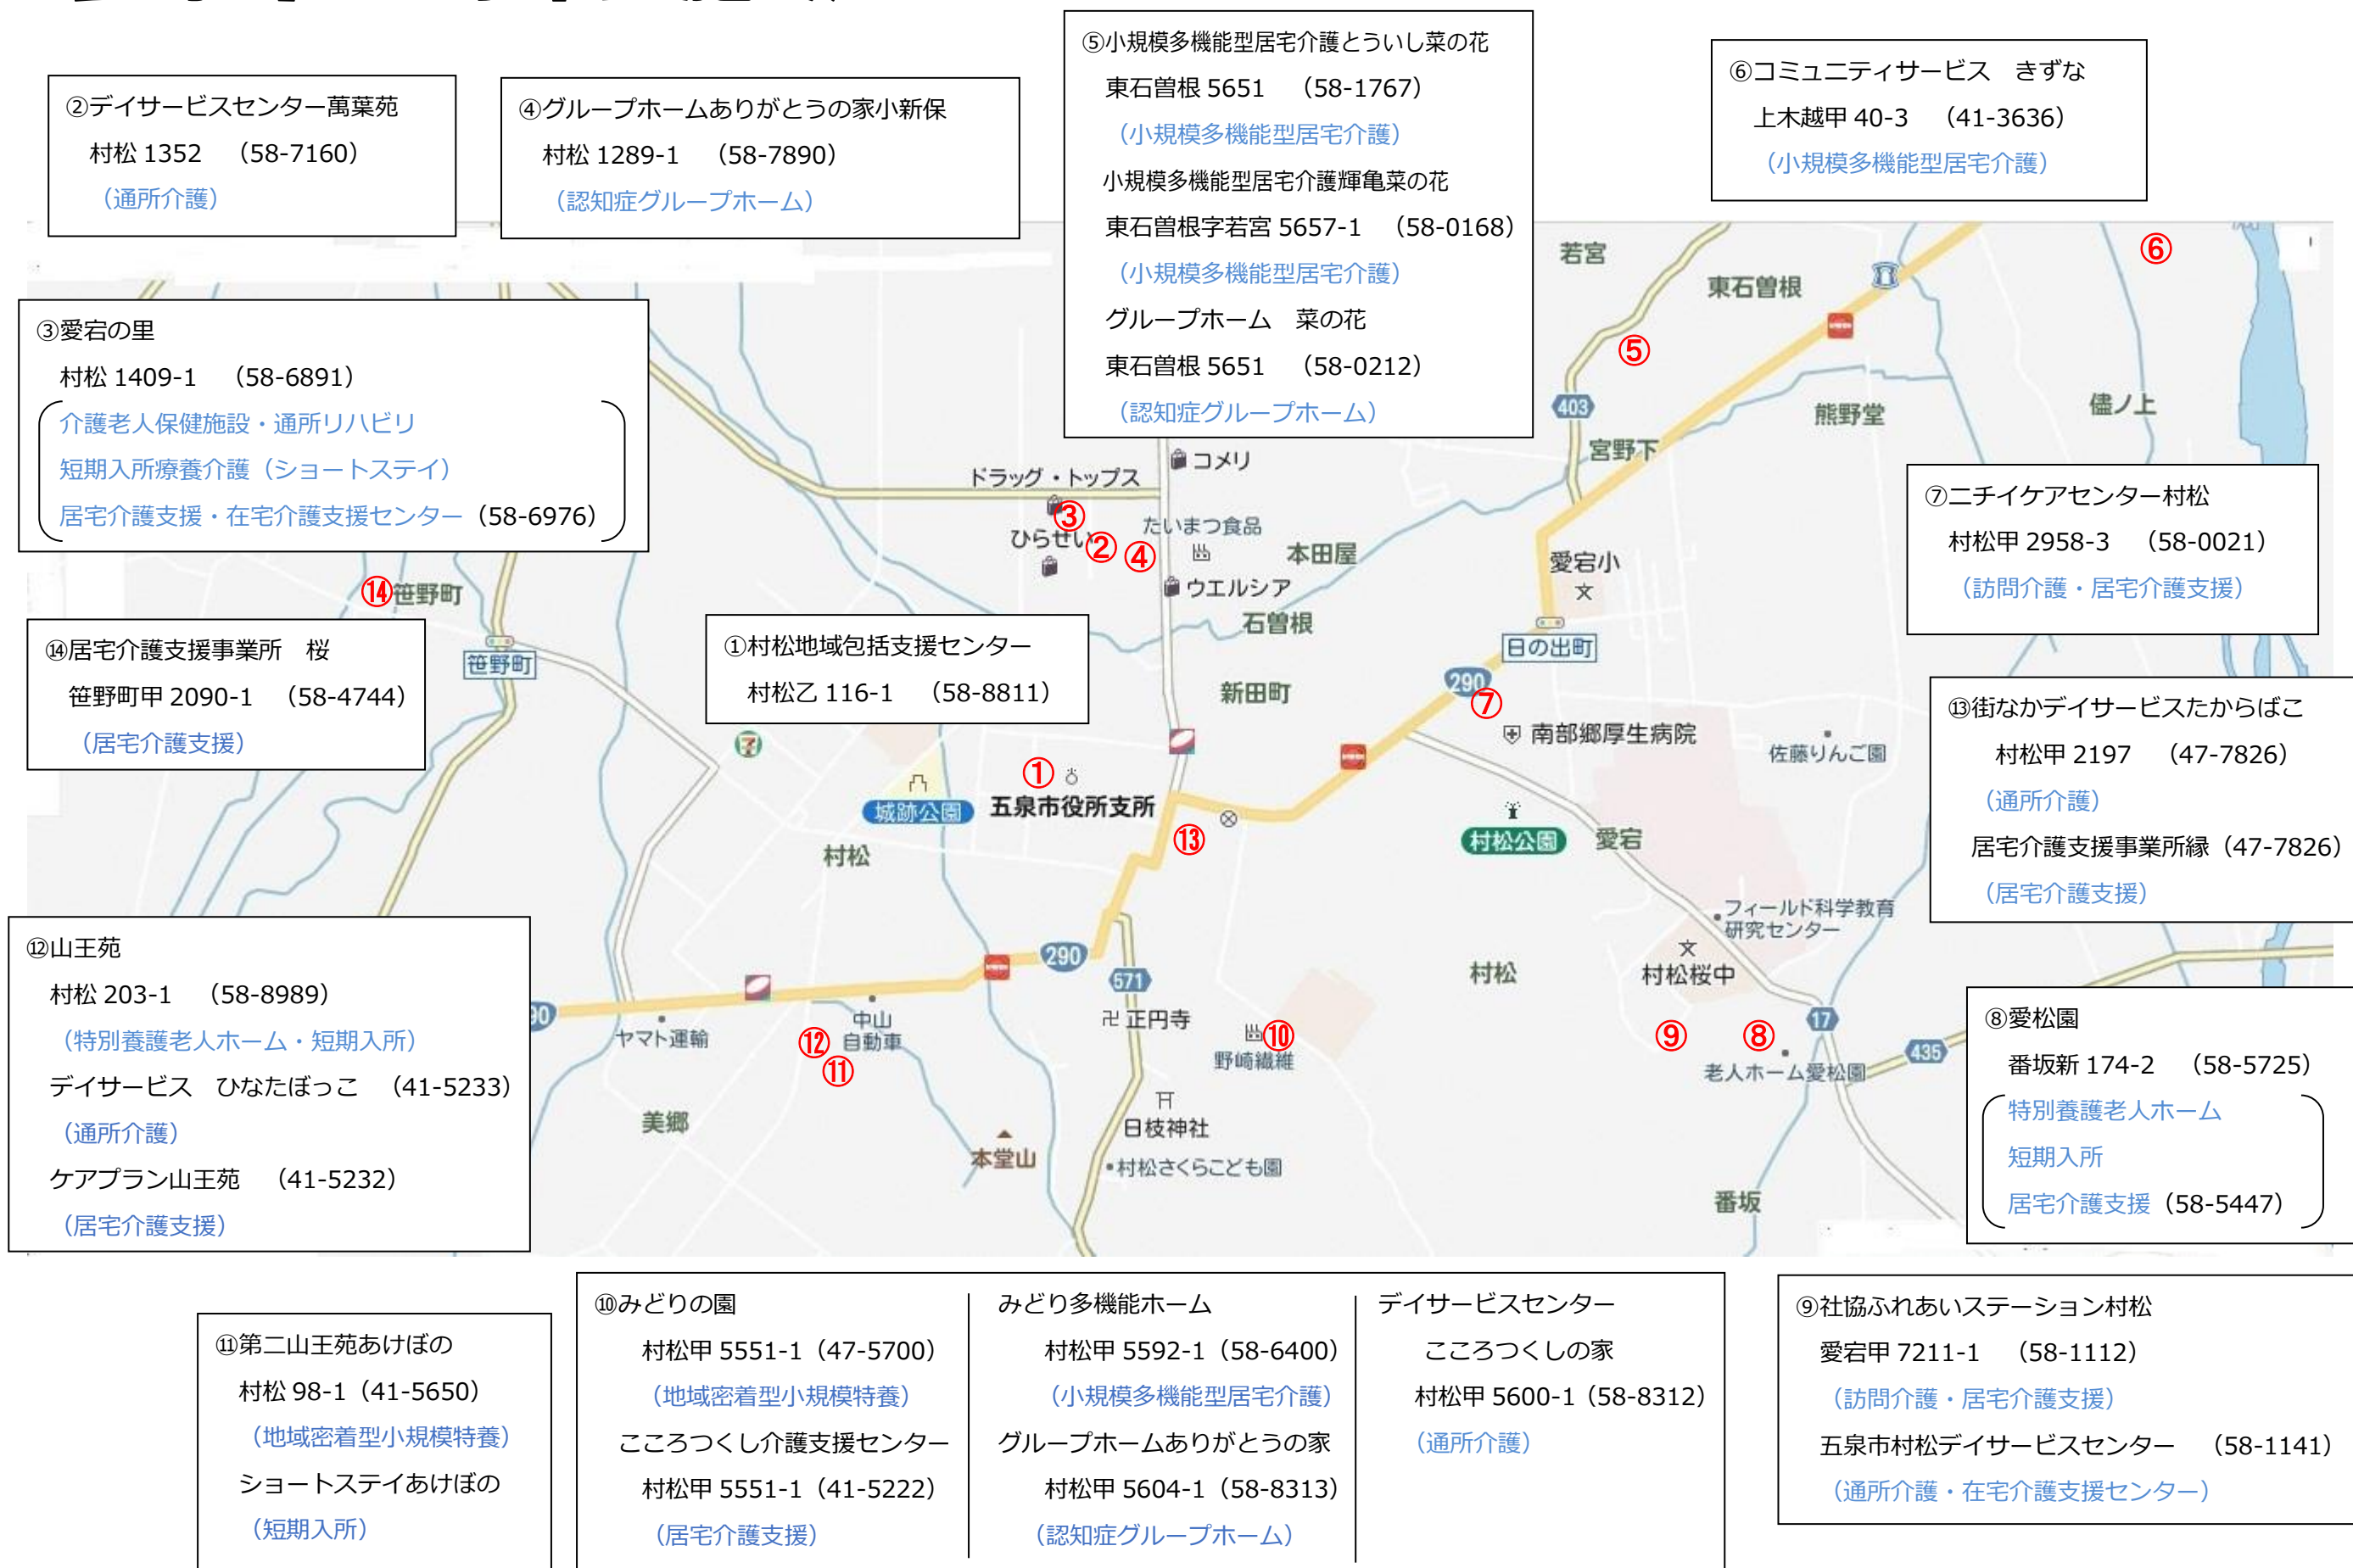 ②デイサービスセンター萬葉苑
村松 1352 (58-7160)
(通所介護)
④グループホームありがとうの家小新保
村松 1289-1 (58-7890)
(認知症グループホーム)
⑤小規模多機能型居宅介護とういし菜の花
東石曽根 5651 (58-1767)
(小規模多機能型居宅介護)
小規模多機能型居宅介護輝亀菜の花
東石曽根字若宮 5657-1 (58-0168)
(小規模多機能型居宅介護)
グループホーム 菜の花
東石曽根 5651 (58-0212)
(認知症グループホーム)
⑥コミュニティサービス きずな
上木越甲 40-3 (41-3636)
(小規模多機能型居宅介護)
③愛宕の里
村松 1409-1 (58-6891)
介護老人保健施設・通所リハビリ
短期入所療養介護(ショートステイ)
居宅介護支援・在宅介護支援センター(58-6976)
若宮
東石曽根
⑥
⑤
403
熊野堂
儘ノ上
宮野下
コメリ
ドラッグ・トップス
③
ひらせい
②
④
たいまつ食品
本田屋
ウエルシア
石曽根
愛宕小
文
日の出町
⑦ニチイケアセンター村松
村松甲 2958-3 (58-0021)
(訪問介護・居宅介護支援)
⑭
笹野町
笹野町
⑭居宅介護支援事業所 桜
笹野町甲 2090-1 (58-4744)
(居宅介護支援)
①村松地域包括支援センター
村松乙 116-1 (58-8811)
新田町
290
⑦
南部郷厚生病院
佐藤りんご園
⑬街なかデイサービスたからばこ
村松甲 2197 (47-7826)
(通所介護)
居宅介護支援事業所縁(47-7826)
(居宅介護支援)
7
①
城跡公園
五泉市役所支所
⑬
村松
村松公園
愛宕
フィールド科学教育
研究センター
文
村松桜中
村松
290
571
90
⑫山王苑
村松 203-1 (58-8989)
(特別養護老人ホーム・短期入所)
デイサービス ひなたぼっこ (41-5233)
(通所介護)
ケアプラン山王苑 (41-5232)
(居宅介護支援)
ヤマト運輸
中山
自動車
⑫
⑪
卍 正円寺
⑩
野崎繊維
⑨
⑧
17
435
老人ホーム愛松園
美郷
本堂山
日枝神社
村松さくらこども園
番坂
⑧愛松園
番坂新 174-2 (58-5725)
特別養護老人ホーム
短期入所
居宅介護支援(58-5447)
⑪第二山王苑あけぼの
村松 98-1(41-5650)
(地域密着型小規模特養)
ショートステイあけぼの
(短期入所)
⑩みどりの園
村松甲 5551-1(47-5700)
(地域密着型小規模特養)
こころつくし介護支援センター
村松甲 5551-1(41-5222)
(居宅介護支援)
みどり多機能ホーム
村松甲 5592-1(58-6400)
(小規模多機能型居宅介護)
グループホームありがとうの家
村松甲 5604-1(58-8313)
(認知症グループホーム)
デイサービスセンター
こころつくしの家
村松甲 5600-1(58-8312)
(通所介護)
⑨社協ふれあいステーション村松
愛宕甲 7211-1 (58-1112)
(訪問介護・居宅介護支援)
五泉市村松デイサービスセンター (58-1141)
(通所介護・在宅介護支援センター)